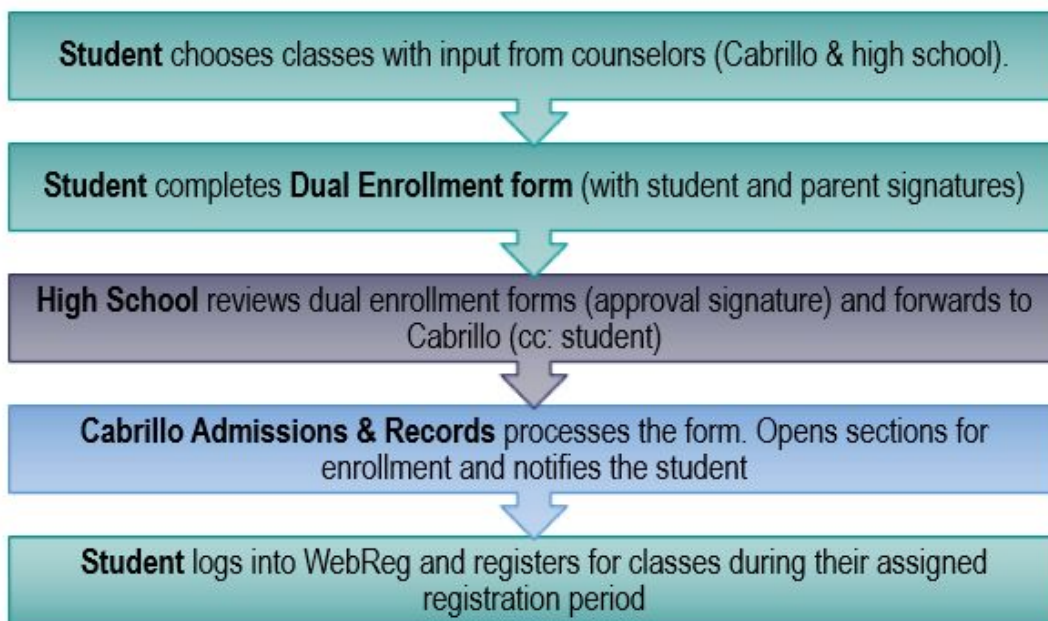 Student chooses classes with input from counselors (Cabrillo & high school).
Student completes Dual Enrollment form (with student and parent signatures)
High School reviews dual enrollment forms (approval signature) and forwards to
Cabrillo (cc: student)
Cabrillo Admissions & Records processes the form. Opens sections for
enrollment and notifies the student
Student logs into WebReg and registers for classes during their assigned
registration period